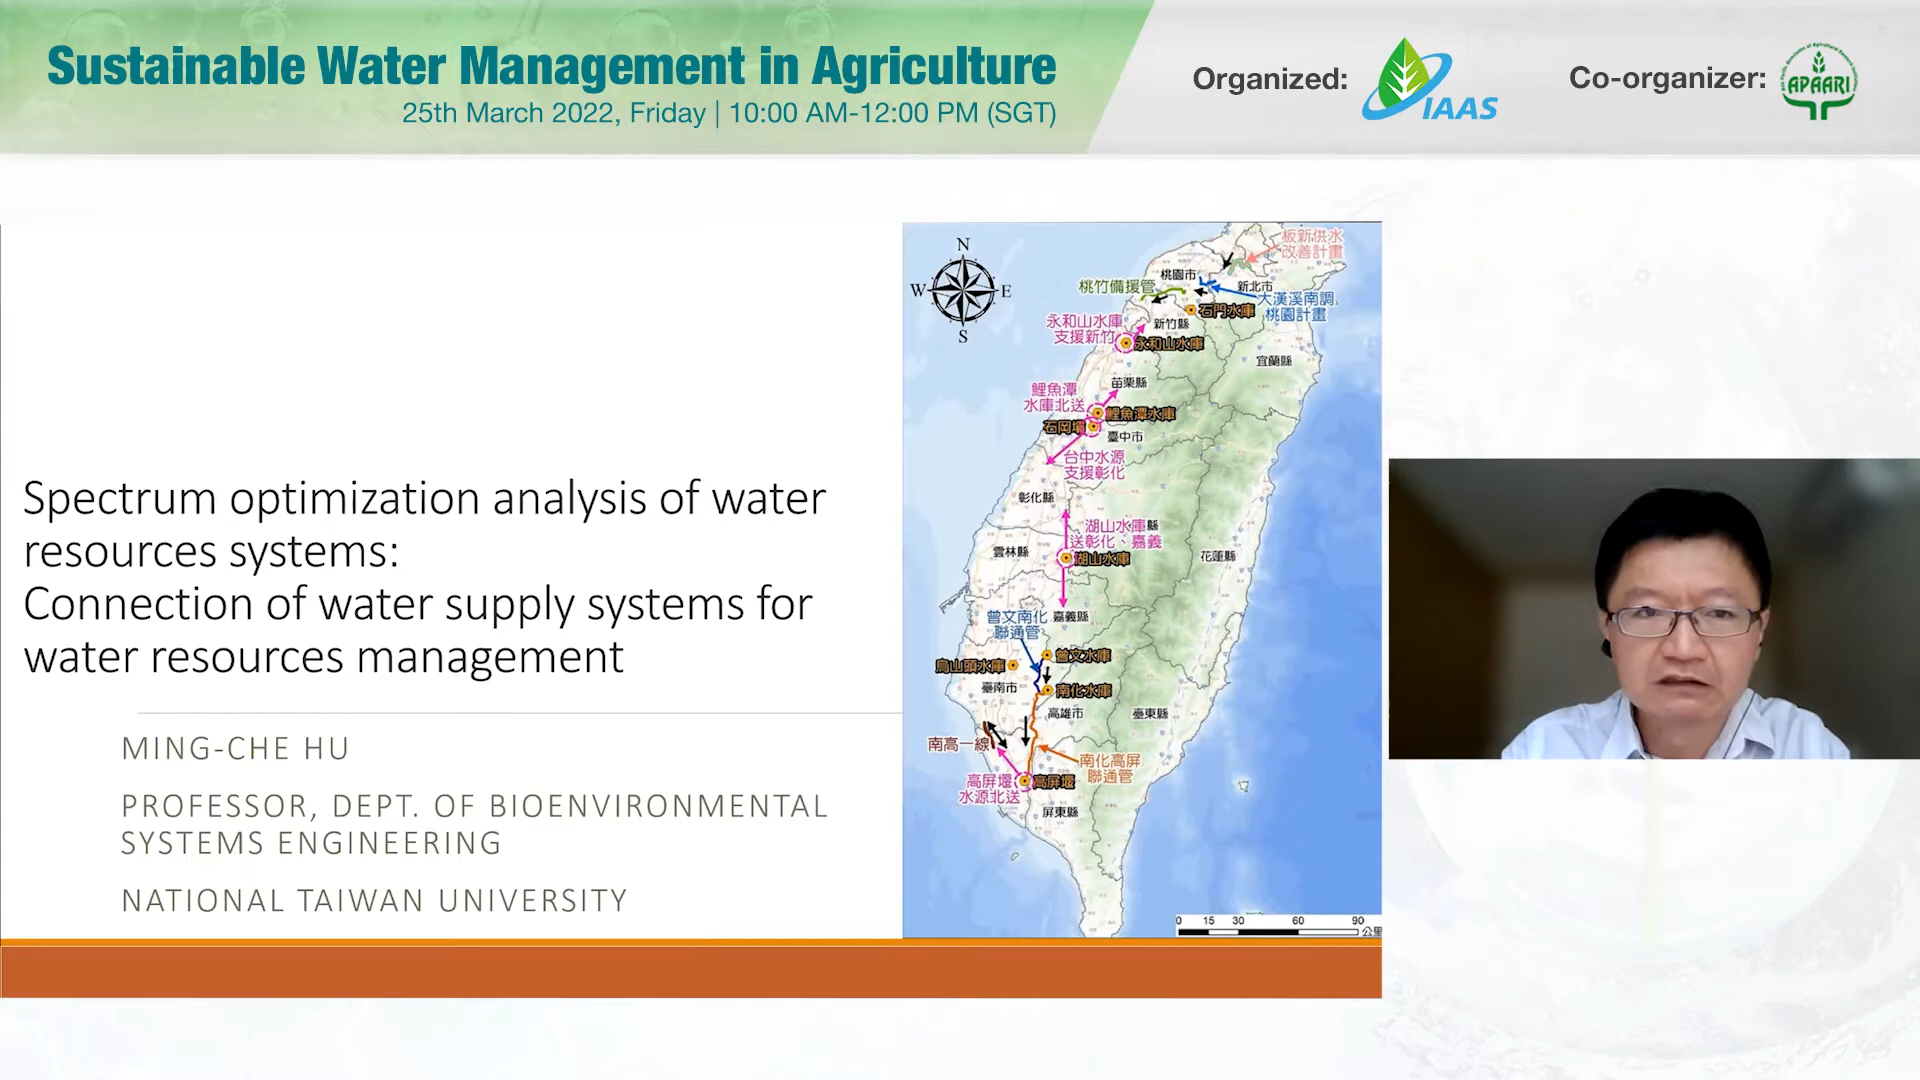 Sustainable Water Management in Agriculture
25th March 2022, Friday | 10:00 AM-12:00 PM (SGT)
Organized:
IAAS
Co-organizer:
APAARI
Spectrum optimization analysis of water
resources systems:
Connection of water supply systems for
water resources management
MING-CHE HU
PROFESSOR, DEPT. OF BIOENVIRONMENTAL
SYSTEMS ENGINEERING
NATIONAL TAIWAN UNIVERSITY
N
W
E
S
板新供水
改善計畫
桃園市
桃竹備援管
新北市
大漢溪南調
桃園計畫
石門水庫
永和山水庫
支援新竹
新竹縣
永和山水庫
宜蘭縣
苗栗縣
鯉魚潭
水庫北送
鯉魚潭水庫
石岡壩
臺中市
台中水源
支援彰化
彰化縣
湖山水庫
送彰化、嘉義
縣
雲林縣
湖山水庫
花蓮縣
曾文南化
聯通管
嘉義縣
烏山頭水庫
曾文水庫
臺南市
南化水庫
高雄市
臺東縣
南高一線
南化高屏
聯通管
高屏堰
水源北送
高屏堰
屏東縣
0 15 30 60 90
公里